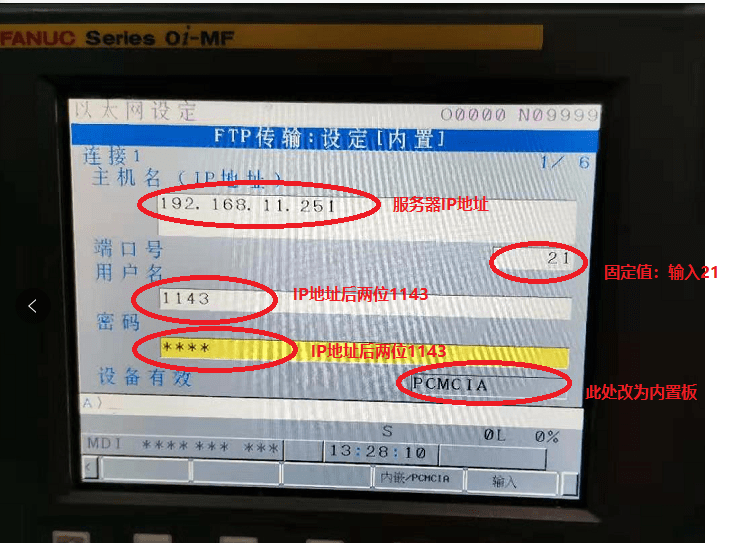 FANUC Series 0i-MF
以太网设定
O0000 N09999
FTP传输:设定[内置]
连接1
1/ 6
主机名(IP地址)
192.168.11.251
服务器IP地址
端口号
21
固定值：输入21
用户名
1143
IP地址后两位1143
密码
****
IP地址后两位1143
设备有效
PCMCIA
此处改为内置板
A)_
S 0L 0%
MDI **** *** ***
13:28:10
<
内嵌/PCMCIA
输入